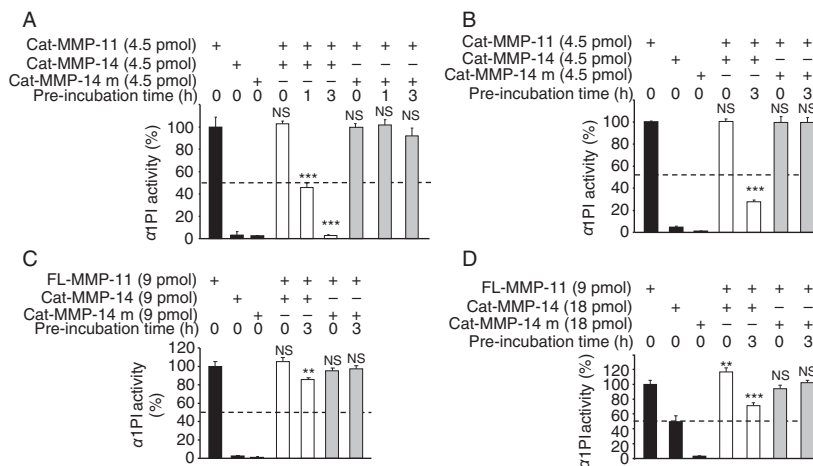 A
Cat-MMP-11 (4.5 pmol) + + + + + + +
Cat-MMP-14 (4.5 pmol) + + + + − − −
Cat-MMP-14 m (4.5 pmol) + − − − + + +
Pre-incubation time (h) 0 0 0 0 1 3 0 1 3
NS *** *** NS NS NS
α1PI activity (%)
100
80
60
40
20
0
B
Cat-MMP-11 (4.5 pmol) + + + + +
Cat-MMP-14 (4.5 pmol) + + + − −
Cat-MMP-14 m (4.5 pmol) + − − + +
Pre-incubation time (h) 0 0 0 0 3 0 3
NS *** NS NS
α1PI activity (%)
100
80
60
40
20
0
C
FL-MMP-11 (9 pmol) + + + + +
Cat-MMP-14 (9 pmol) + + + − −
Cat-MMP-14 m (9 pmol) + − − + +
Pre-incubation time (h) 0 0 0 0 3 0 3
NS ** NS NS
α1PI activity
(%)
120
100
80
60
40
20
0
D
FL-MMP-11 (9 pmol) + + + + +
Cat-MMP-14 (18 pmol) + + + − −
Cat-MMP-14 m (18 pmol) + − − + +
Pre-incubation time (h) 0 0 0 0 3 0 3
** *** NS NS
α1PI activity (%)
120
100
80
60
40
20
0